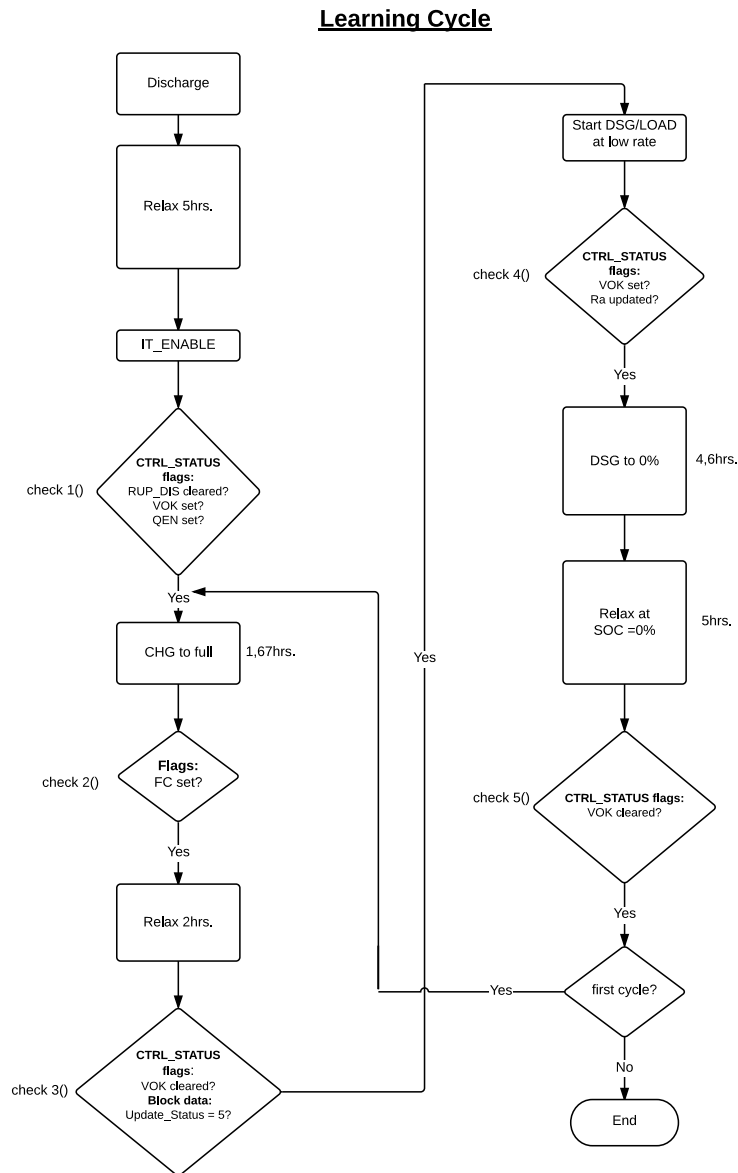 Learning Cycle
Discharge
Relax 5hrs.
IT_ENABLE
check 1()
CTRL_STATUS
flags:
RUP_DIS cleared?
VOK set?
QEN set?
Yes
CHG to full
1,67hrs.
check 2()
Flags:
FC set?
Yes
Relax 2hrs.
check 3()
CTRL_STATUS
flags:
VOK cleared?
Block data:
Update_Status = 5?
Yes
Start DSG/LOAD
at low rate
check 4()
CTRL_STATUS
flags:
VOK set?
Ra updated?
Yes
DSG to 0%
4,6hrs.
Relax at
SOC =0%
5hrs.
check 5()
CTRL_STATUS flags:
VOK cleared?
Yes
first cycle?
Yes
No
End